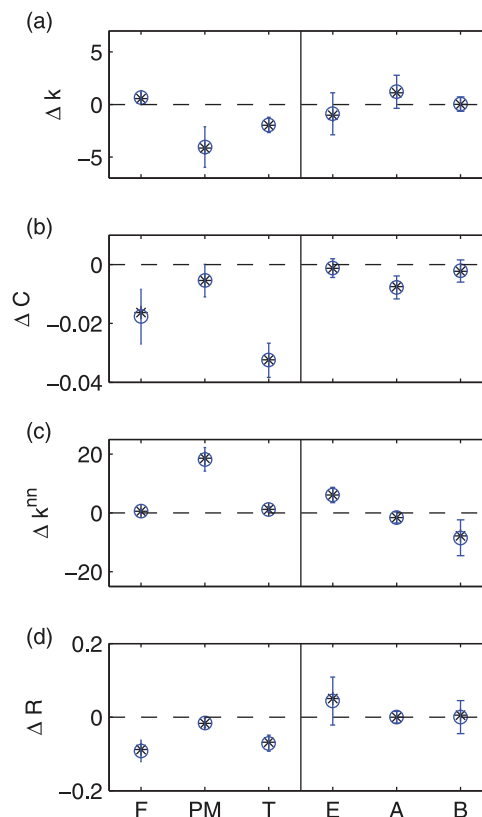 (a)
5
0
−5
Δ k
(b)
0
−0.02
−0.04
Δ C
(c)
20
0
−20
Δ k^nn
(d)
0.2
0
−0.2
Δ R
F PM T E A B